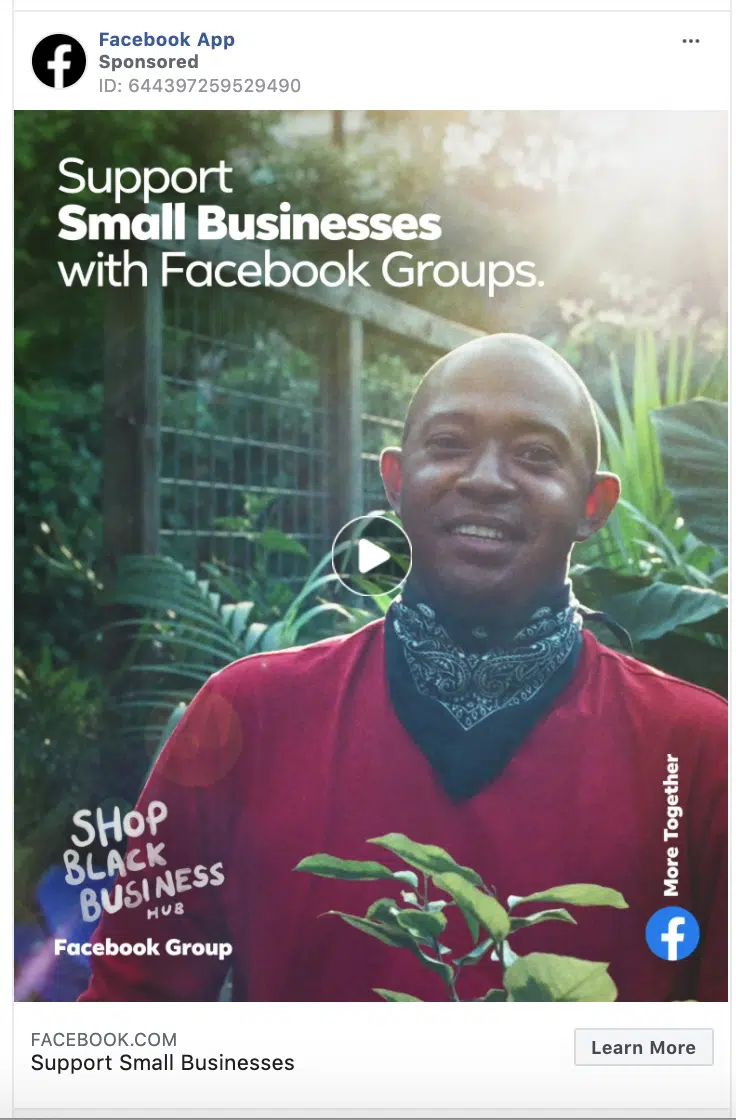 Facebook App
Sponsored
ID: 644397259529490
Support
Small Businesses
with Facebook Groups.
SHOP
BLACK
BUSINESS
HUB
Facebook Group
More Together
FACEBOOK.COM
Support Small Businesses
Learn More